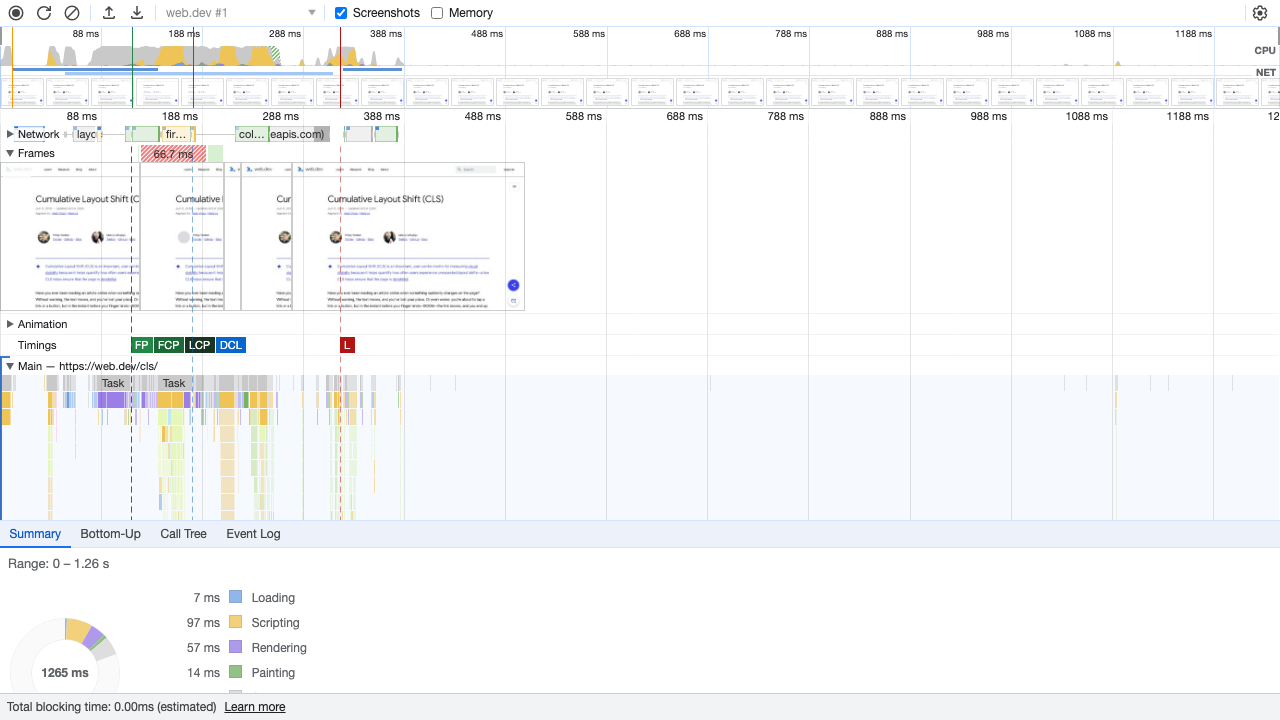 web.dev #1 Screenshots Memory
88 ms 188 ms 288 ms 388 ms 488 ms 588 ms 688 ms 788 ms 888 ms 988 ms 1088 ms 1188 ms
CPU
NET
88 ms 188 ms 288 ms 388 ms 488 ms 588 ms 688 ms 788 ms 888 ms 988 ms 1088 ms 1188 ms 12
Network layc fir… col… eapis.com)
Frames 66.7 ms
Cumulative Layout Shift (C Cumulative l Cur Cumulative Layout Shift (CLS)
Animation
Timings FP FCP LCP DCL L
Main — https://web.dev/cls/
Task Task
Summary Bottom-Up Call Tree Event Log
Range: 0 – 1.26 s
7 ms Loading
97 ms Scripting
57 ms Rendering
1265 ms 14 ms Painting
Total blocking time: 0.00ms (estimated) Learn more